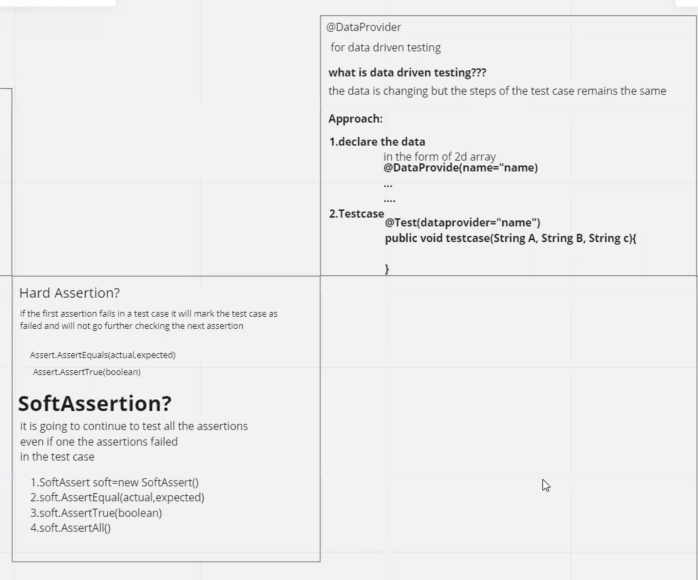 @DataProvider
for data driven testing
what is data driven testing???
the data is changing but the steps of the test case remains the same
Approach:
1.declare the data
in the form of 2d array
@DataProvide(name="name)
...
....
2.Testcase
@Test(dataprovider="name")
public void testcase(String A, String B, String c){
}
Hard Assertion?
if the first assertion fails in a test case it will mark the test case as
failed and will not go further checking the next assertion
Assert.AssertEquals(actual,expected)
Assert.AssertTrue(boolean)
SoftAssertion?
it is going to continue to test all the assertions
even if one the assertions failed
in the test case
1.SoftAssert soft=new SoftAssert()
2.soft.AssertEqual(actual,expected)
3.soft.AssertTrue(boolean)
4.soft.AssertAll()